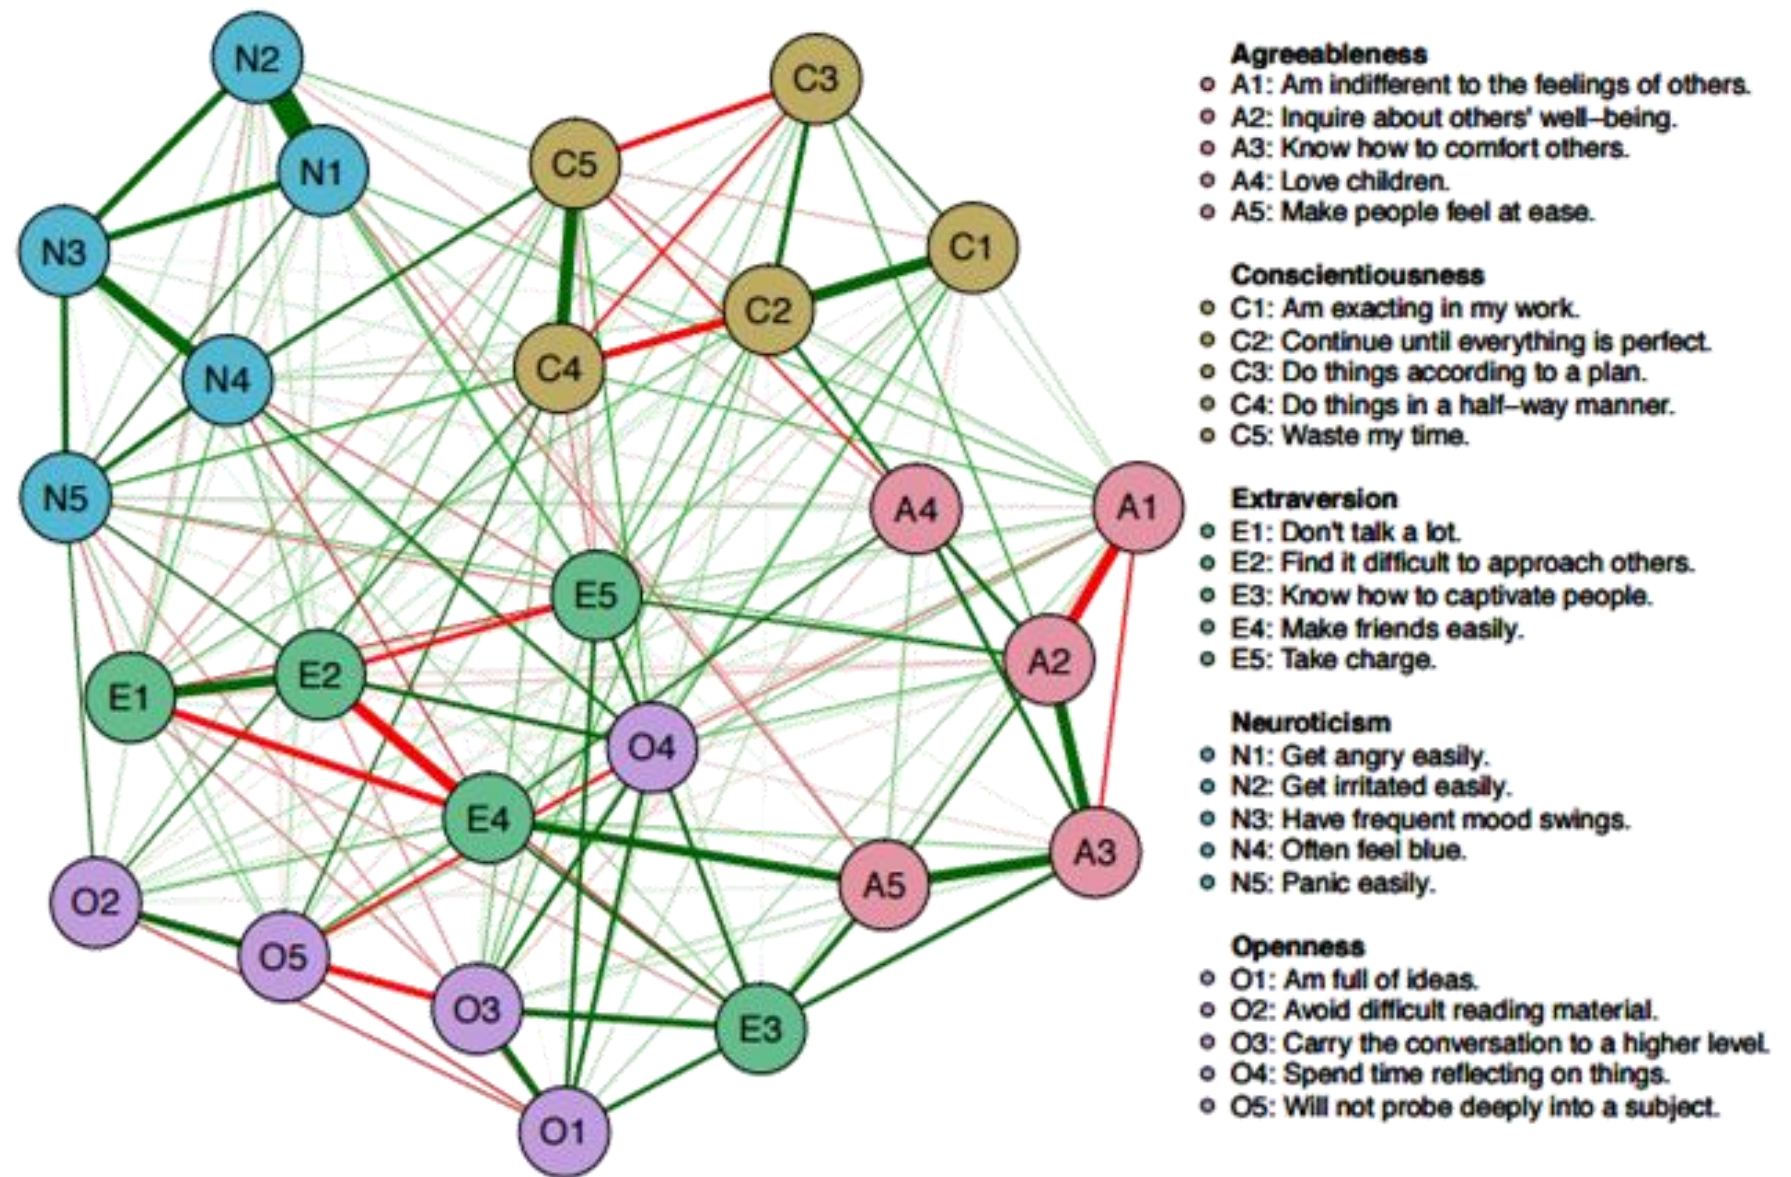 N2
C3
C5
N1
N3
C1
C2
C4
N4
N5
A4
A1
E5
A2
E2
E1
O4
E4
A3
A5
O2
O5
O3
E3
O1
Agreeableness
A1: Am indifferent to the feelings of others.
A2: Inquire about others' well–being.
A3: Know how to comfort others.
A4: Love children.
A5: Make people feel at ease.
Conscientiousness
C1: Am exacting in my work.
C2: Continue until everything is perfect.
C3: Do things according to a plan.
C4: Do things in a half–way manner.
C5: Waste my time.
Extraversion
E1: Don't talk a lot.
E2: Find it difficult to approach others.
E3: Know how to captivate people.
E4: Make friends easily.
E5: Take charge.
Neuroticism
N1: Get angry easily.
N2: Get irritated easily.
N3: Have frequent mood swings.
N4: Often feel blue.
N5: Panic easily.
Openness
O1: Am full of ideas.
O2: Avoid difficult reading material.
O3: Carry the conversation to a higher level.
O4: Spend time reflecting on things.
O5: Will not probe deeply into a subject.